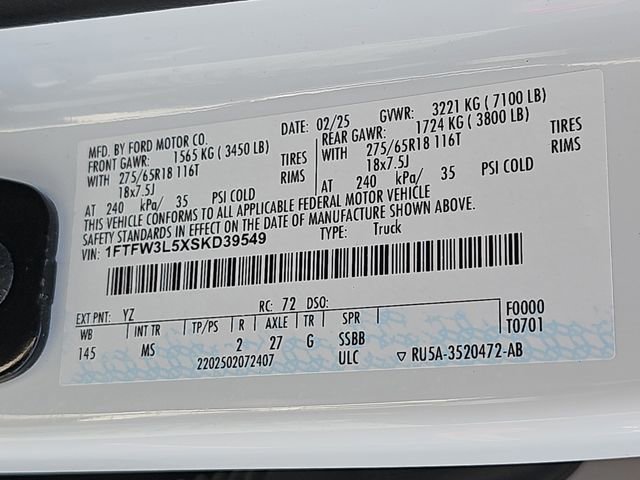 MFD. BY FORD MOTOR CO. DATE: 02/25 GVWR: 3221 KG ( 7100 LB)
FRONT GAWR: 1565 KG ( 3450 LB) REAR GAWR: 1724 KG ( 3800 LB)
WITH 275/65R18 116T TIRES WITH 275/65R18 116T TIRES
18x7.5J RIMS 18x7.5J RIMS
AT 240 kPa/ 35 PSI COLD AT 240 kPa/ 35 PSI COLD
THIS VEHICLE CONFORMS TO ALL APPLICABLE FEDERAL MOTOR VEHICLE
SAFETY STANDARDS IN EFFECT ON THE DATE OF MANUFACTURE SHOWN ABOVE.
VIN: 1FTFW3L5XSKD39549 TYPE: Truck
EXT PNT: YZ RC: 72 DSO: F0000
WB INT TR TP/PS R AXLE TR SPR T0701
145 MS 2 27 G SSBB
2202502072407 ULC ▽ RU5A-3520472-AB